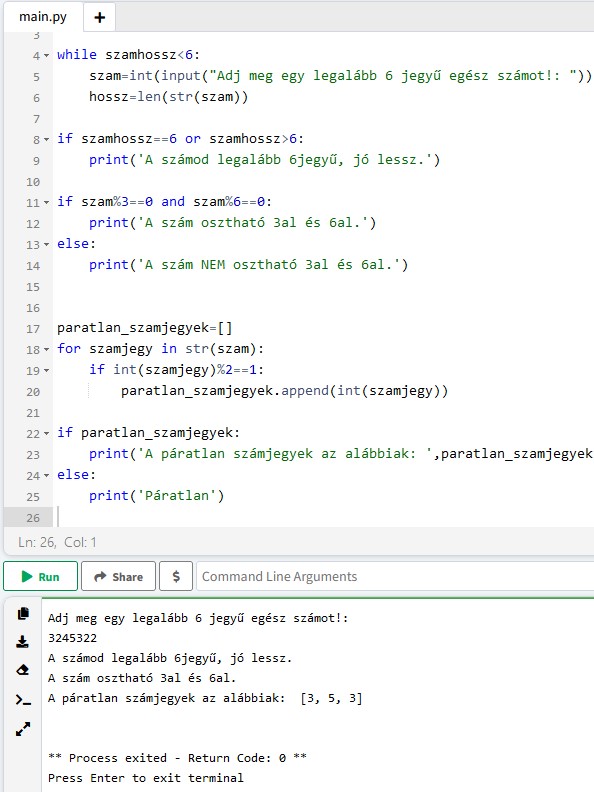 main.py +
3
4 while szamhossz<6:
5 szam=int(input("Adj meg egy legalább 6 jegyű egész számot!: "))
6 hossz=len(str(szam))
7
8 if szamhossz==6 or szamhossz>6:
9 print('A számod legalább 6jegyű, jó lessz.')
10
11 if szam%3==0 and szam%6==0:
12 print('A szám osztható 3al és 6al.')
13 else:
14 print('A szám NEM osztható 3al és 6al.')
15
16
17 paratlan_szamjegyek=[]
18 for szamjegy in str(szam):
19 if int(szamjegy)%2==1:
20 paratlan_szamjegyek.append(int(szamjegy))
21
22 if paratlan_szamjegyek:
23 print('A páratlan számjegyek az alábbiak: ',paratlan_szamjegyek
24 else:
25 print('Páratlan')
26
Ln: 26, Col: 1
Run Share $ Command Line Arguments
Adj meg egy legalább 6 jegyű egész számot!:
3245322
A számod legalább 6jegyű, jó lessz.
A szám osztható 3al és 6al.
A páratlan számjegyek az alábbiak:  [3, 5, 3]
** Process exited - Return Code: 0 **
Press Enter to exit terminal